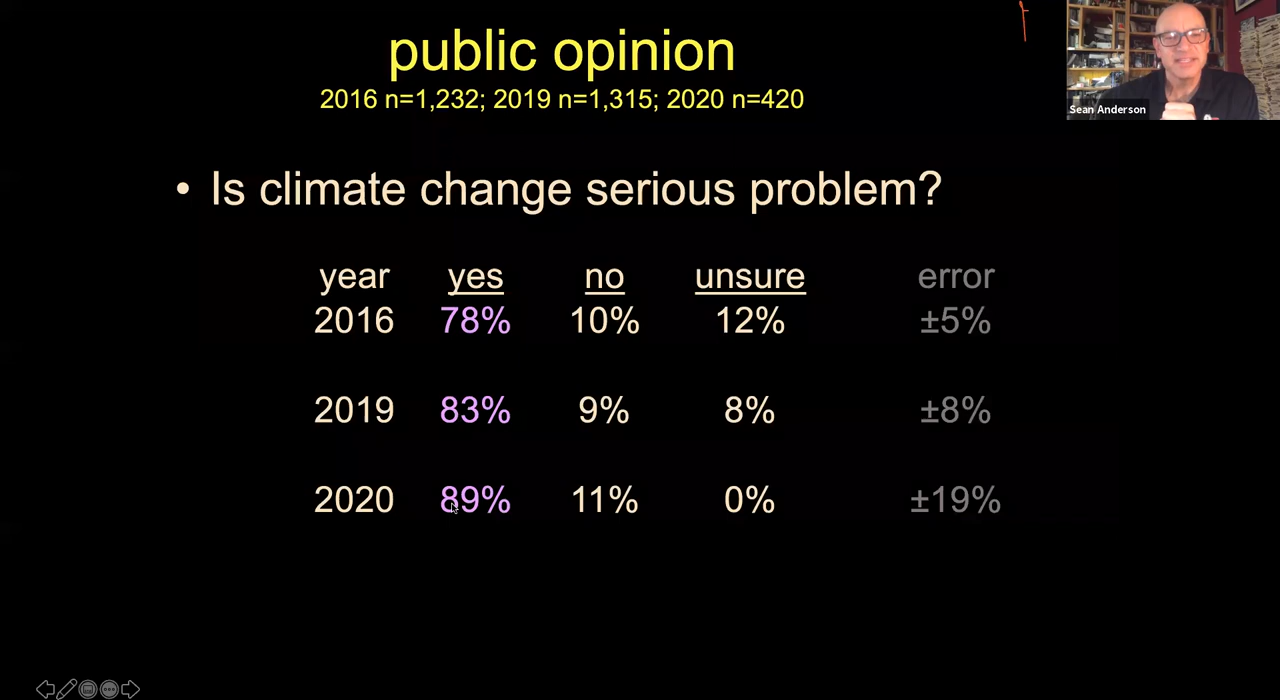 public opinion
2016 n=1,232; 2019 n=1,315; 2020 n=420
Sean Anderson
• Is climate change serious problem?
year yes no unsure error
2016 78% 10% 12% ±5%
2019 83% 9% 8% ±8%
2020 89% 11% 0% ±19%